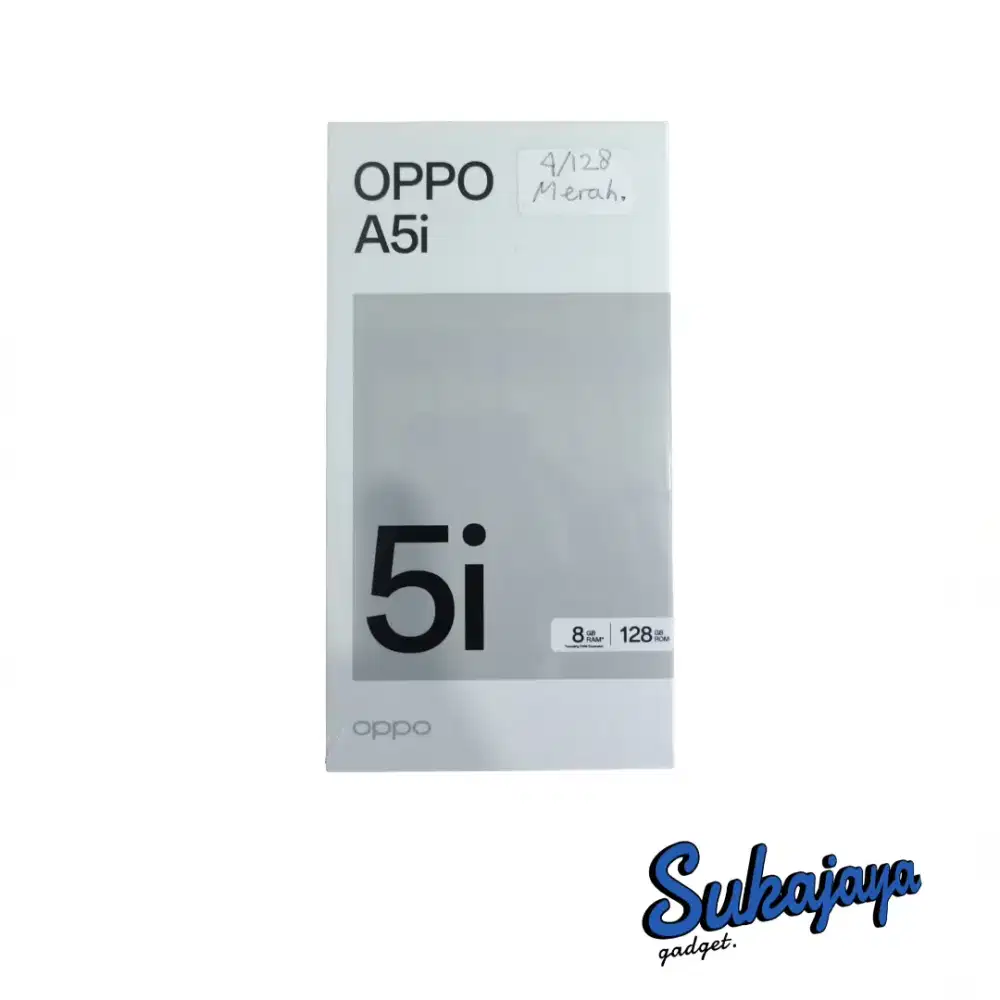 OPPO
A5i
4/128
Merah.
5i
8 GB RAM* 128 GB ROM
oppo
Sukajaya
gadget.